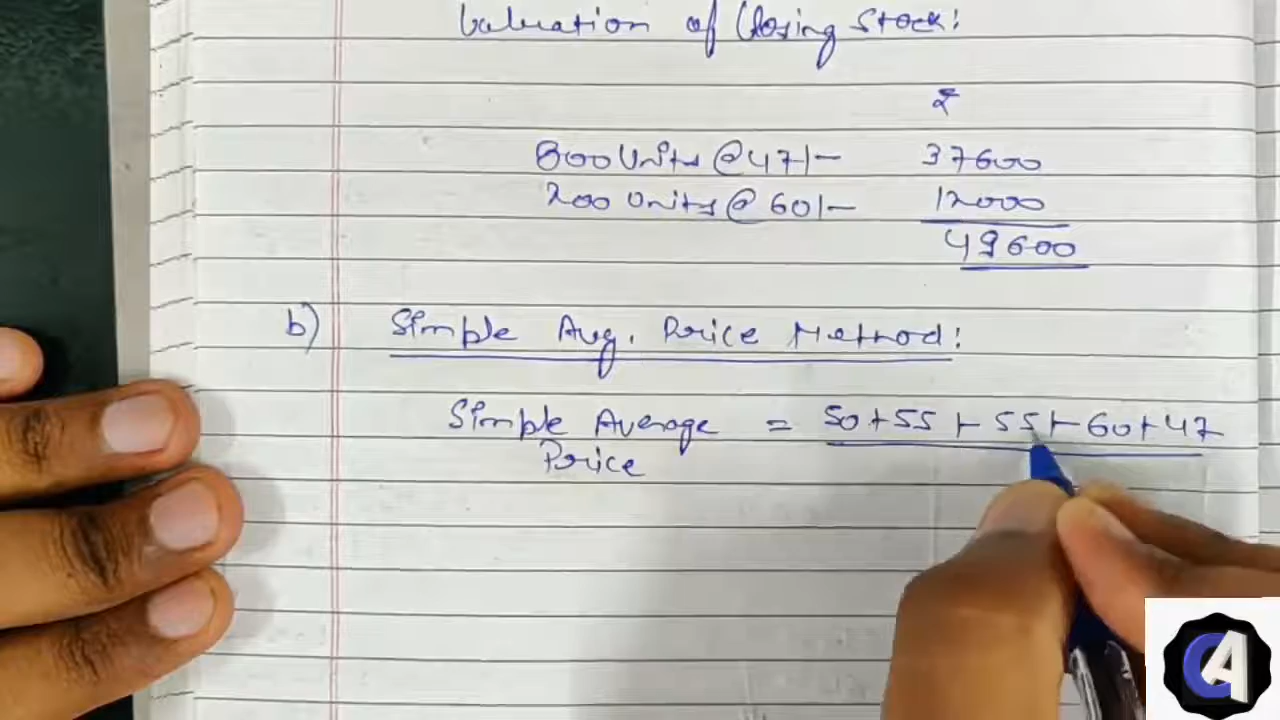 Valuation of Closing Stock:
₹
800 Units @ 47/- 37600
200 Units @ 60/- 12000
49600
b) Simple Avg. Price Method:
Simple Average = 50+55+55+60+47
Price
CA